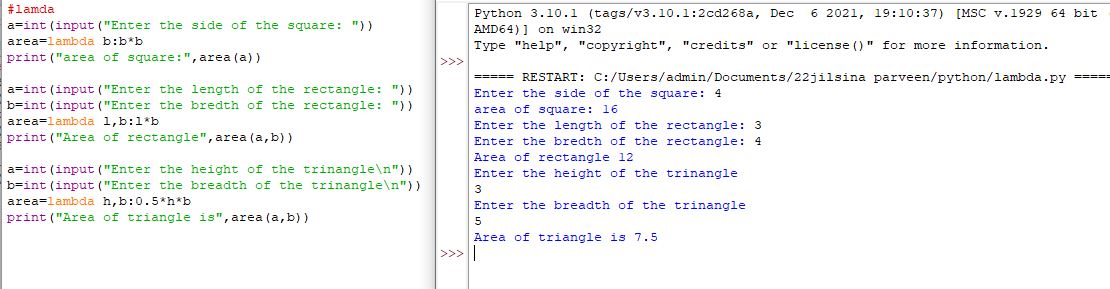 #lamda
a=int(input("Enter the side of the square: "))
area=lambda b:b*b
print("area of square:",area(a))
a=int(input("Enter the length of the rectangle: "))
b=int(input("Enter the bredth of the rectangle: "))
area=lambda l,b:l*b
print("Area of rectangle",area(a,b))
a=int(input("Enter the height of the trinangle\n"))
b=int(input("Enter the breadth of the trinangle\n"))
area=lambda h,b:0.5*h*b
print("Area of triangle is",area(a,b))
Python 3.10.1 (tags/v3.10.1:2cd268a, Dec  6 2021, 19:10:37) [MSC v.1929 64 bit
AMD64)] on win32
Type "help", "copyright", "credits" or "license()" for more information.
>>>
===== RESTART: C:/Users/admin/Documents/22jilsina parveen/python/lambda.py =====
Enter the side of the square: 4
area of square: 16
Enter the length of the rectangle: 3
Enter the bredth of the rectangle: 4
Area of rectangle 12
Enter the height of the trinangle
3
Enter the breadth of the trinangle
5
Area of triangle is 7.5
>>>